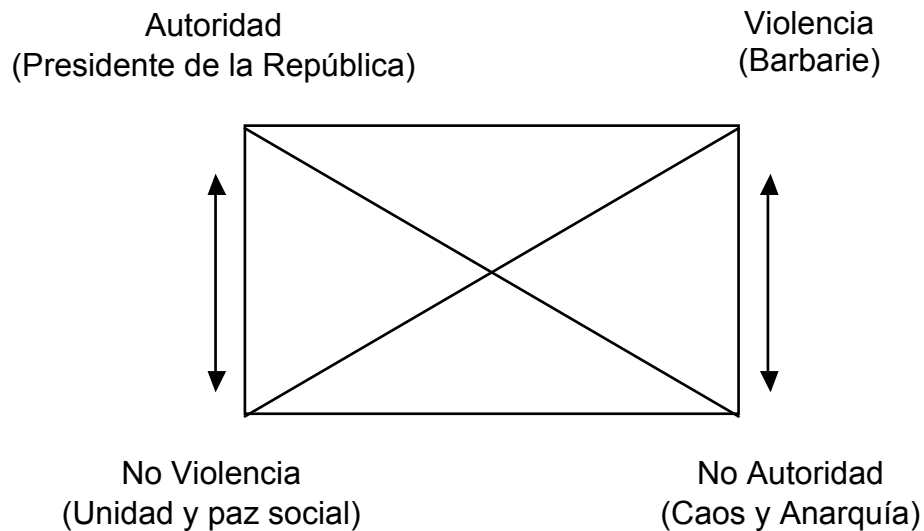 Autoridad
(Presidente de la República)
Violencia
(Barbarie)
No Violencia
(Unidad y paz social)
No Autoridad
(Caos y Anarquía)